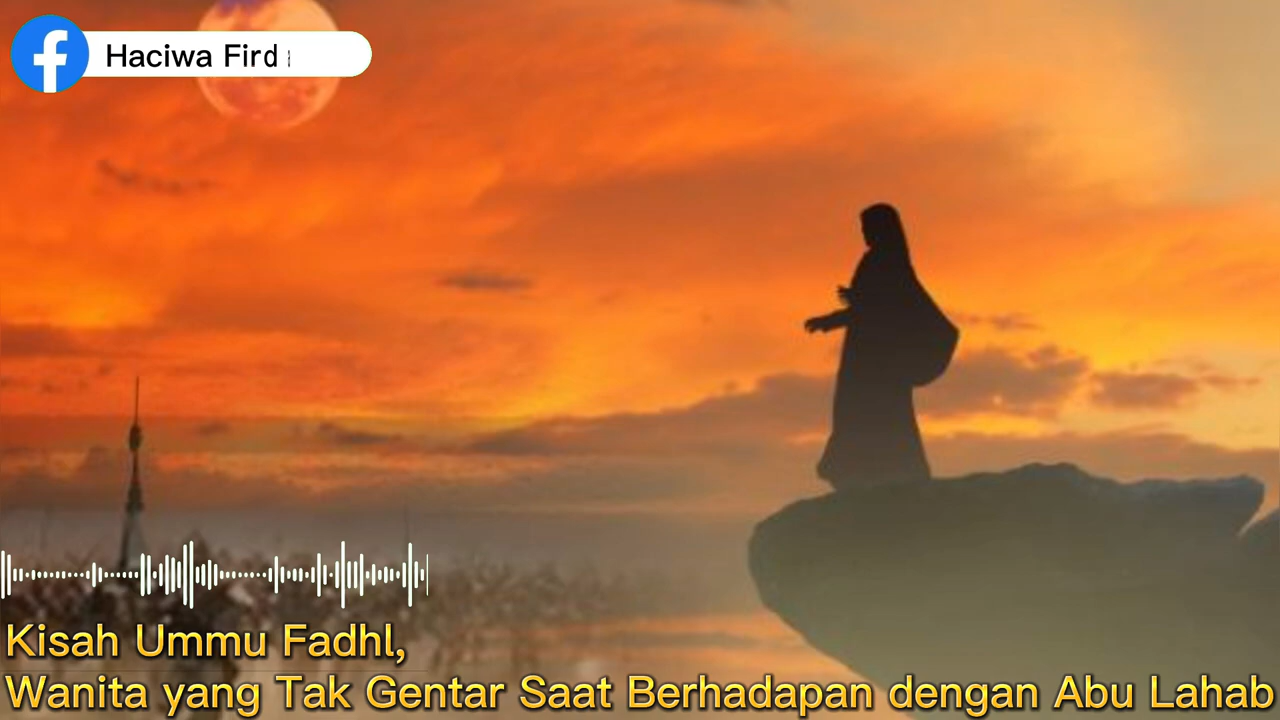 Haciwa Fird
Kisah Ummu Fadhl,
Wanita yang Tak Gentar Saat Berhadapan dengan Abu Lahab